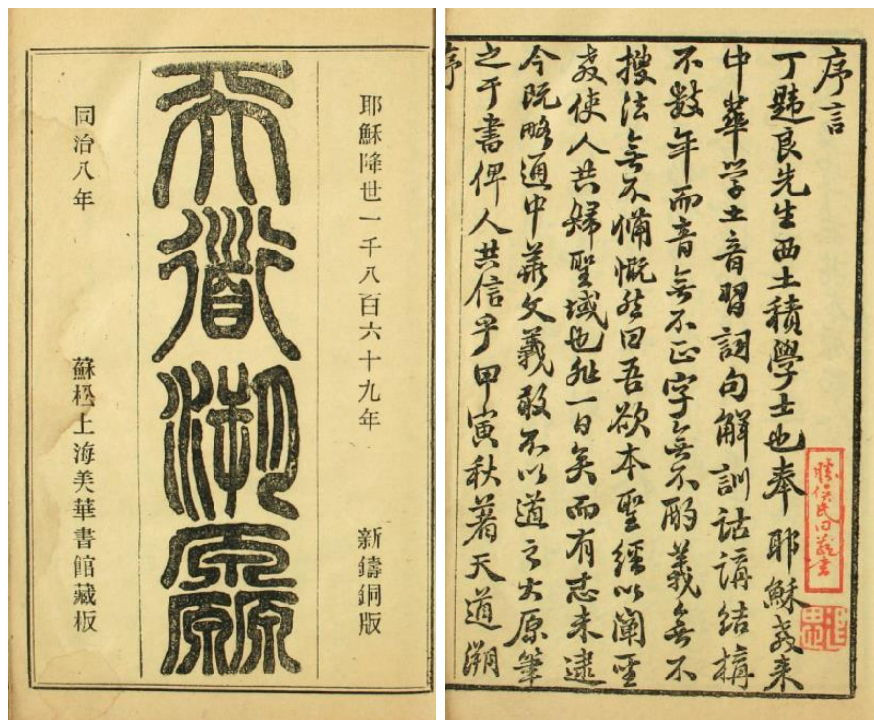 耶穌降世一千八百六十九年 新鑄銅版
天道溯原
同治八年 蘇松上海美華書館藏板
序言
丁韙良先生西土積學士也奉耶穌教来
中華学土音習詞句解訓詁講結構
不数年而音無不正字無不酌義無不
搜法無不備慨然曰吾欲本聖經以闡聖
教使人共歸聖域也非一日矣而有志未逮
今既略通中華文義敢不以道之大原筆
之于書俾人共信乎甲寅秋著天道溯